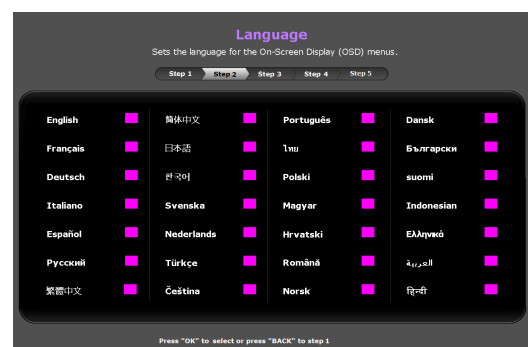 Language
Sets the language for the On-Screen Display (OSD) menus.
Step 1 Step 2 Step 3 Step 4 Step 5
English 簡体中文 Português Dansk
Français 日本語 ไทย Български
Deutsch 한국어 Polski suomi
Italiano Svenska Magyar Indonesian
Español Nederlands Hrvatski Ελληνικά
Русский Türkçe Română العربية
繁體中文 Čeština Norsk हिन्दी
Press "OK" to select or press "BACK" to step 1